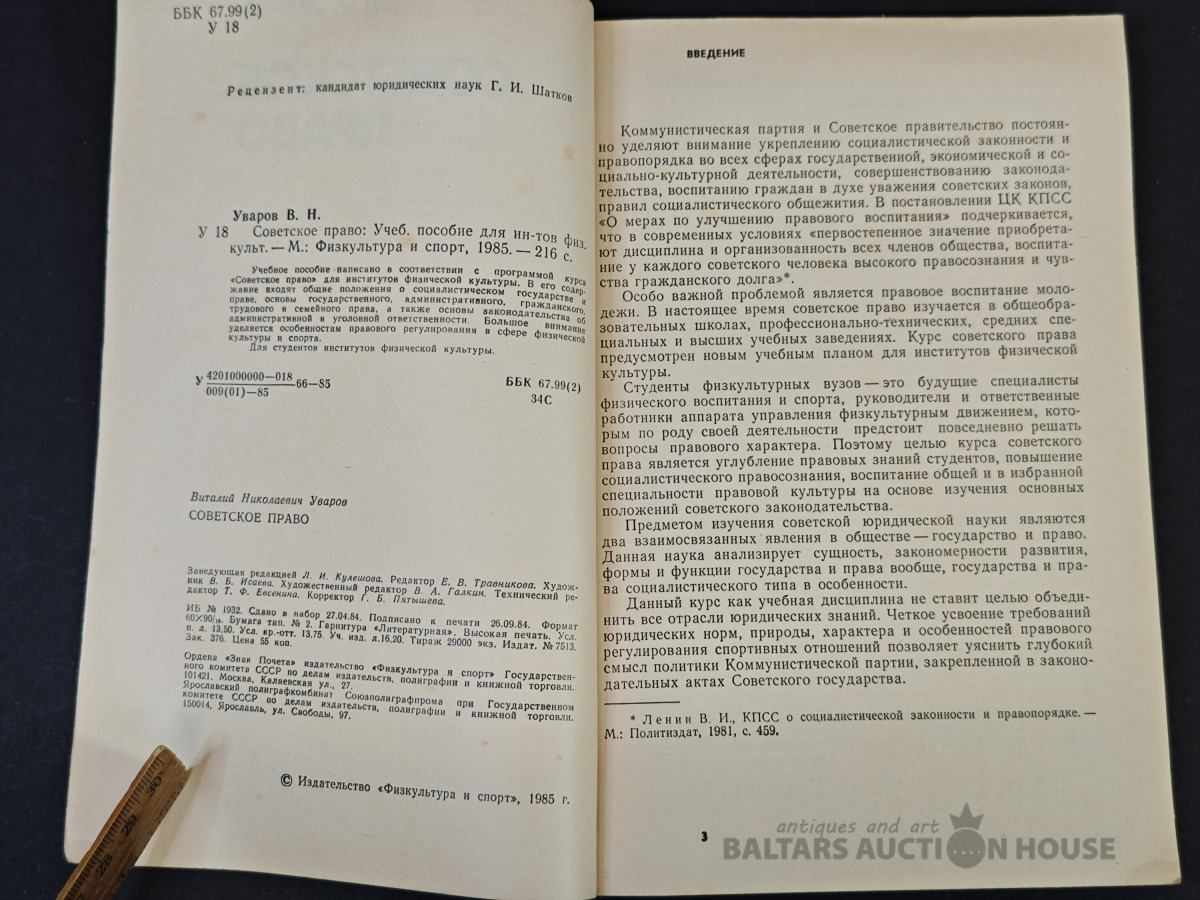 ББК 67.99(2)
У 18
Рецензент: кандидат юридических наук Г. И. Шатков
Уваров В. Н.
У 18 Советское право: Учеб. пособие для ин-тов физ.
культ. — М.: Физкультура и спорт, 1985. — 216 с.
Учебное пособие написано в соответствии с программой курса
«Советское право» для институтов физической культуры. В его содер-
жание входят общие положения о социалистическом государстве и
праве, основы государственного, административного, гражданского,
трудового и семейного права, а также основы законодательства об
административной и уголовной ответственности. Большое внимание
уделяется особенностям правового регулирования в сфере физической
культуры и спорта.
Для студентов институтов физической культуры.
У 4201000000—018
009(01)—85
66—85
ББК 67.99(2)
34С
Виталий Николаевич Уваров
СОВЕТСКОЕ ПРАВО
Заведующая редакцией Л. И. Кулешова. Редактор Е. В. Травникова. Худож-
ник В. Б. Исаева. Художественный редактор В. А. Галкин. Технический ре-
дактор Т. Ф. Евсенина. Корректор Г. Б. Пятышева.
ИБ № 1932. Сдано в набор 27.04.84. Подписано к печати 26.09.84. Формат
60X90/16. Бумага тип. № 2. Гарнитура «Литературная». Высокая печать. Усл.
п. л. 13,50. Усл. кр.-отт. 13,75. Уч. изд. л.16.20. Тираж 29000 экз. Издат. № 7513.
Зак. 376. Цена 55 коп.
Ордена «Знак Почета» издательство «Физкультура и спорт» Государствен-
ного комитета СССР по делам издательств, полиграфии и книжной торговли.
101421. Москва, Каляевская ул., 27.
Ярославский полиграфкомбинат Союзполиграфпрома при Государственном
комитете СССР по делам издательств, полиграфии и книжной торговли.
150014, Ярославль, ул. Свободы, 97.
© Издательство «Физкультура и спорт», 1985 г.
28 29 30
ВВЕДЕНИЕ
Коммунистическая партия и Советское правительство постоян-
но уделяют внимание укреплению социалистической законности и
правопорядка во всех сферах государственной, экономической и со-
циально-культурной деятельности, совершенствованию законода-
тельства, воспитанию граждан в духе уважения советских законов,
правил социалистического общежития. В постановлении ЦК КПСС
«О мерах по улучшению правового воспитания» подчеркивается,
что в современных условиях «первостепенное значение приобрета-
ют дисциплина и организованность всех членов общества, воспита-
ние у каждого советского человека высокого правосознания и чув-
ства гражданского долга»*.
Особо важной проблемой является правовое воспитание моло-
дежи. В настоящее время советское право изучается в общеобра-
зовательных школах, профессионально-технических, средних спе-
циальных и высших учебных заведениях. Курс советского права
предусмотрен новым учебным планом для институтов физической
культуры.
Студенты физкультурных вузов — это будущие специалисты
физического воспитания и спорта, руководители и ответственные
работники аппарата управления физкультурным движением, кото-
рым по роду своей деятельности предстоит повседневно решать
вопросы правового характера. Поэтому целью курса советского
права является углубление правовых знаний студентов, повышение
социалистического правосознания, воспитание общей и в избранной
специальности правовой культуры на основе изучения основных
положений советского законодательства.
Предметом изучения советской юридической науки являются
два взаимосвязанных явления в обществе — государство и право.
Данная наука анализирует сущность, закономерности развития,
формы и функции государства и права вообще, государства и пра-
ва социалистического типа в особенности.
Данный курс как учебная дисциплина не ставит целью объеди-
нить все отрасли юридических знаний. Четкое усвоение требований
юридических норм, природы, характера и особенностей правового
регулирования спортивных отношений позволяет уяснить глубокий
смысл политики Коммунистической партии, закрепленной в законо-
дательных актах Советского государства.
* Ленин В. И., КПСС о социалистической законности и правопорядке. —
М.: Политиздат, 1981, с. 459.
3
antiques and art
BALTARS AUCTION HOUSE